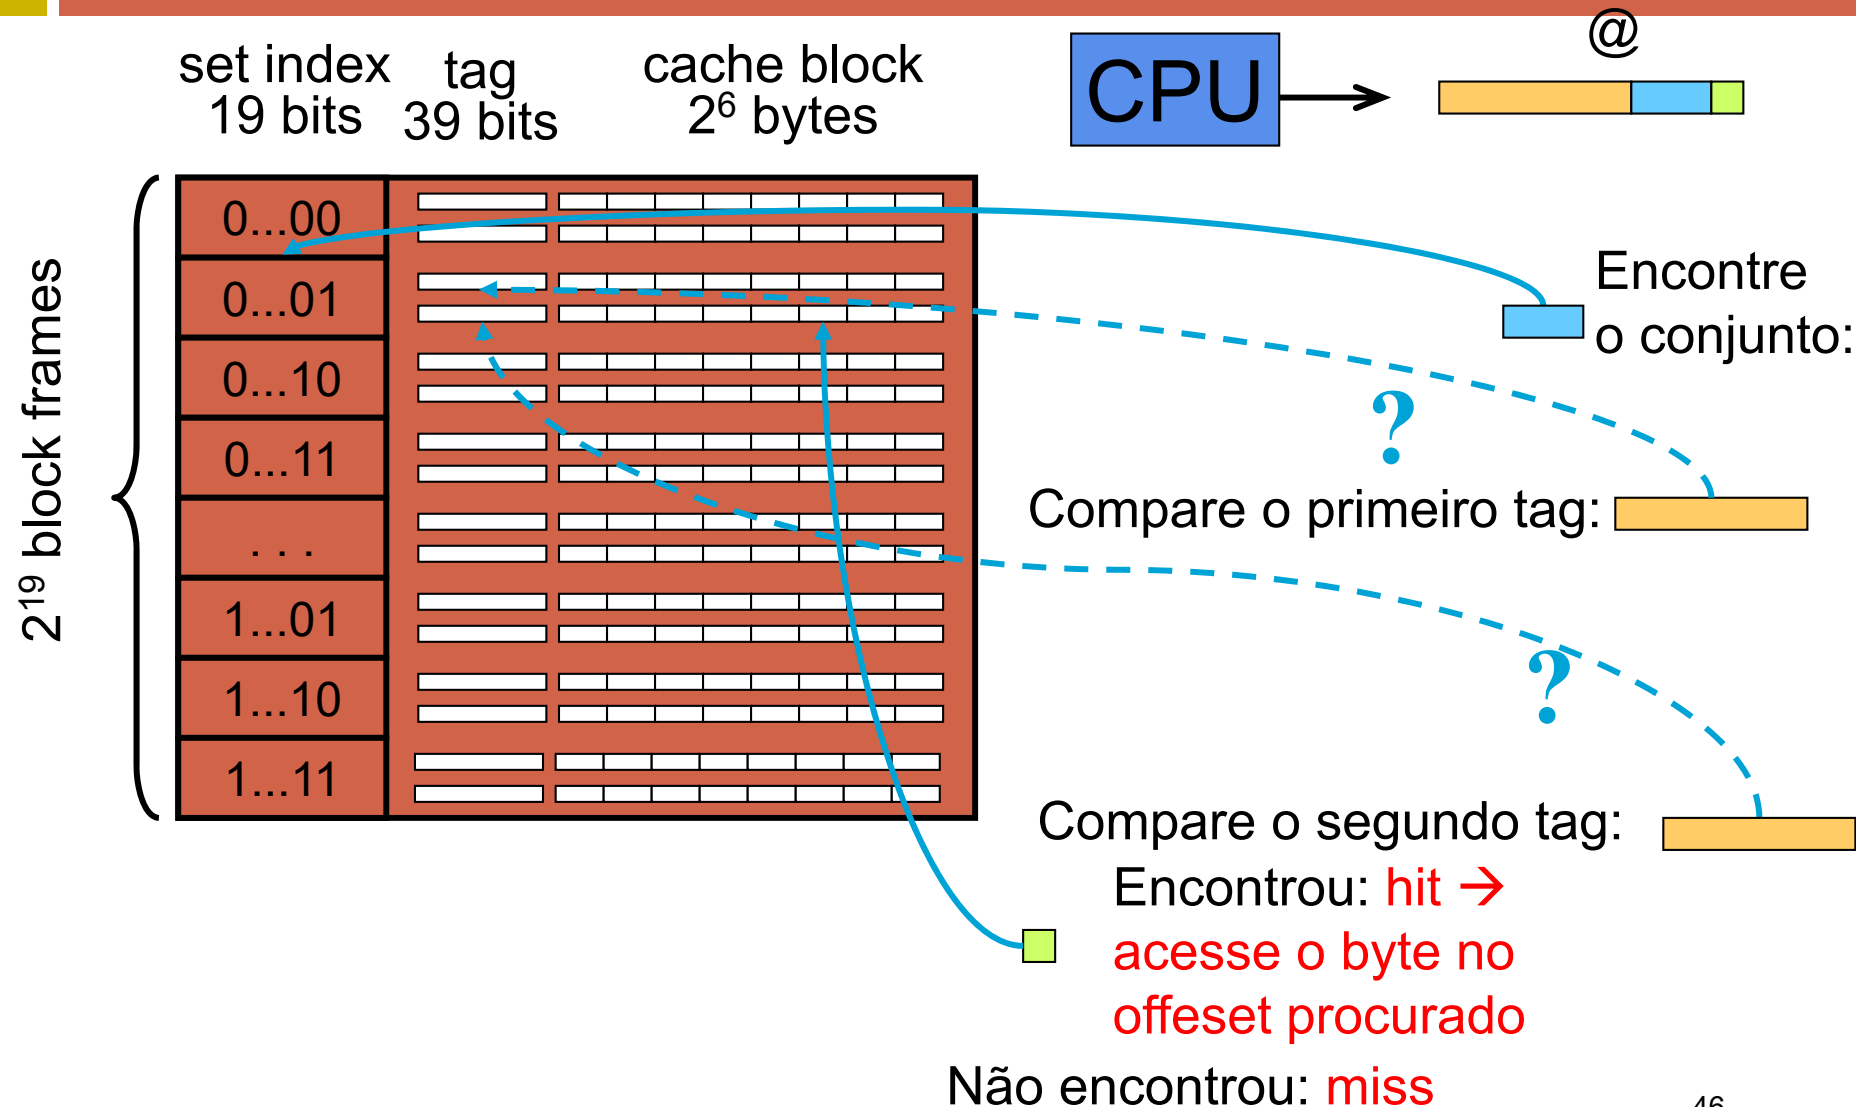 @
set index
19 bits
tag
39 bits
cache block
2⁶ bytes
CPU
2¹⁹ block frames
0...00
0...01
0...10
0...11
. . .
1...01
1...10
1...11
Encontre
o conjunto:
?
Compare o primeiro tag:
?
Compare o segundo tag:
Encontrou: hit →
acesse o byte no
offeset procurado
Não encontrou: miss
46